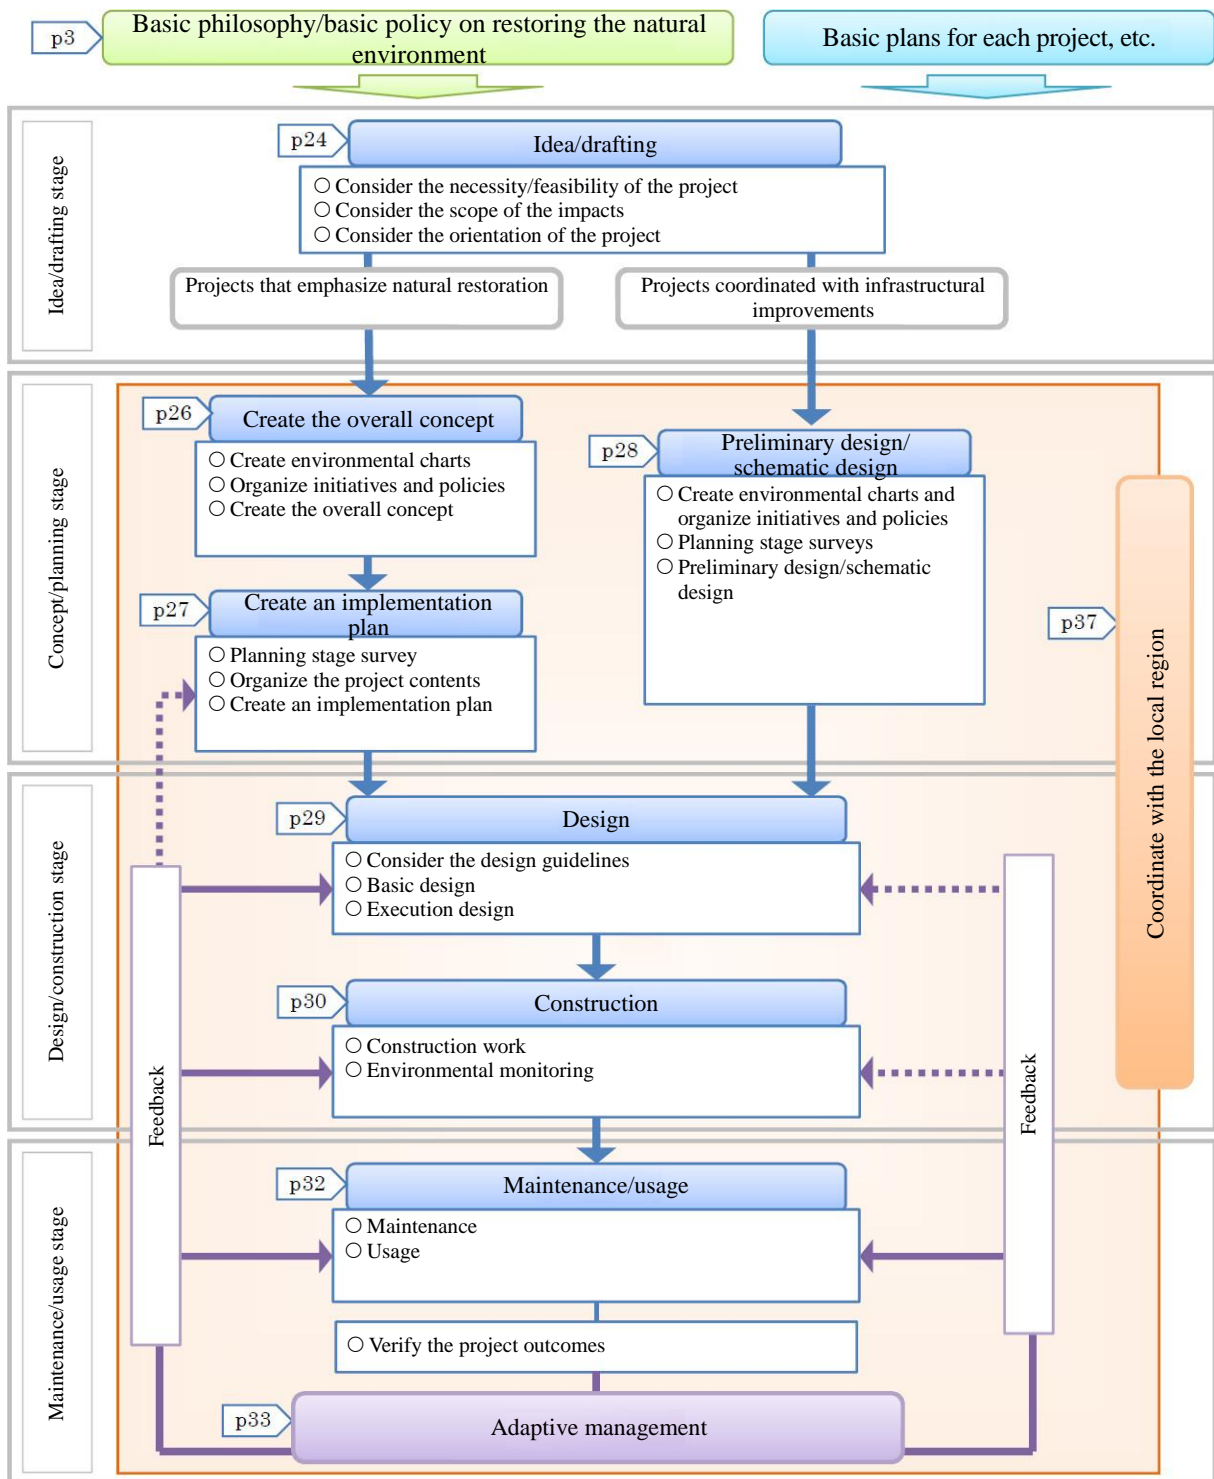 p3
Basic philosophy/basic policy on restoring the natural
environment
Basic plans for each project, etc.
Idea/drafting stage
p24
Idea/drafting
○ Consider the necessity/feasibility of the project
○ Consider the scope of the impacts
○ Consider the orientation of the project
Projects that emphasize natural restoration
Projects coordinated with infrastructural
improvements
Concept/planning stage
p26
Create the overall concept
○ Create environmental charts
○ Organize initiatives and policies
○ Create the overall concept
p28
Preliminary design/
schematic design
○ Create environmental charts and
organize initiatives and policies
○ Planning stage surveys
○ Preliminary design/schematic
design
p27
Create an implementation
plan
○ Planning stage survey
○ Organize the project contents
○ Create an implementation plan
p37
Coordinate with the local region
Design/construction stage
p29
Design
○ Consider the design guidelines
○ Basic design
○ Execution design
p30
Construction
○ Construction work
○ Environmental monitoring
Feedback
Feedback
Maintenance/usage stage
p32
Maintenance/usage
○ Maintenance
○ Usage
○ Verify the project outcomes
p33
Adaptive management